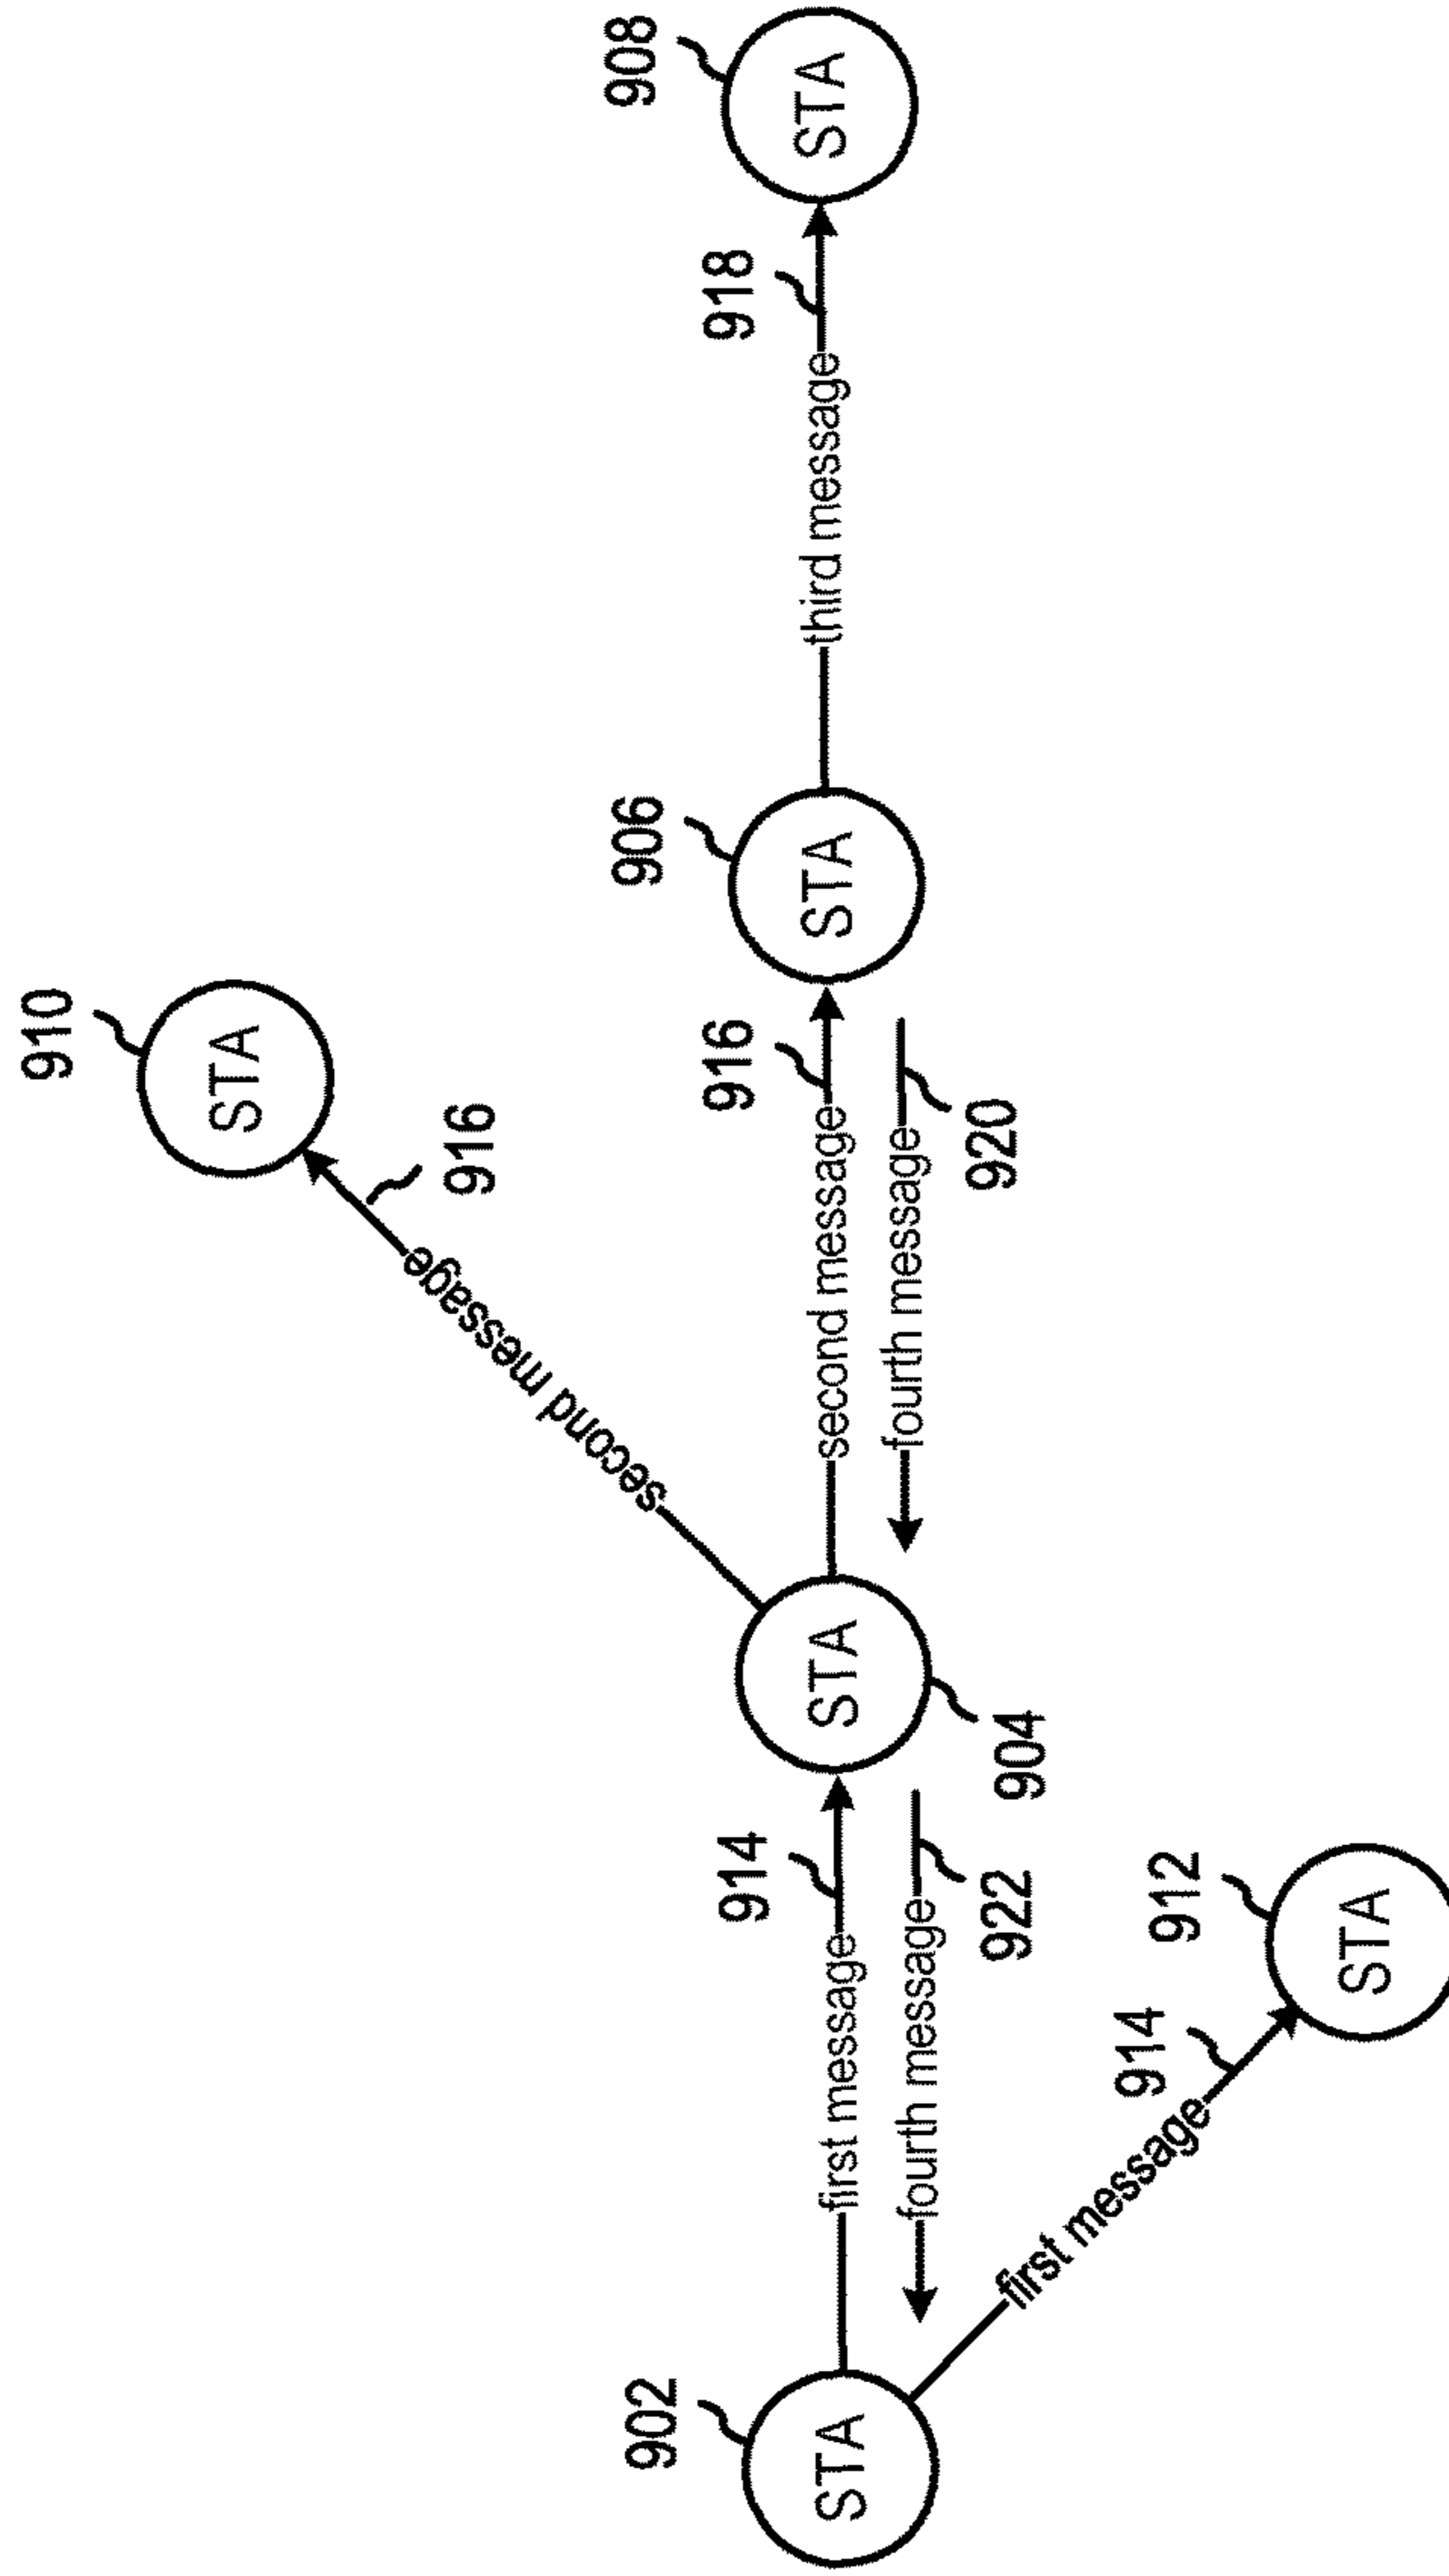 910
STA
916
second message
902
906
908
914
916
918
STA
first message
STA
second message
STA
third message
STA
fourth message
fourth message
922
904
920
first message
914
912
STA